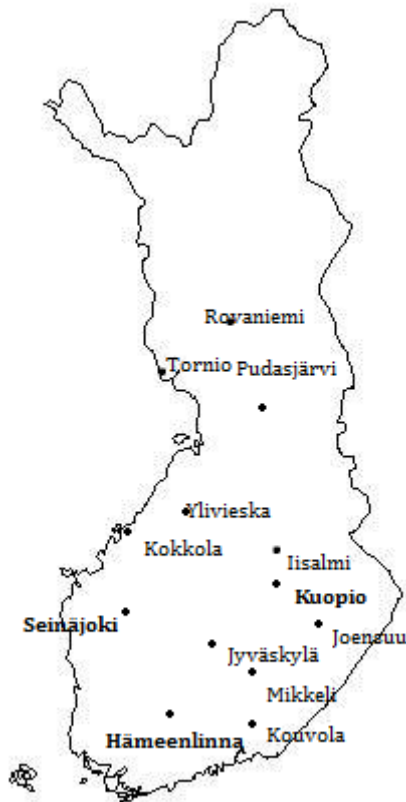 Rovaniemi
Tornio
Pudasjärvi
Ylivieska
Kokkola
Iisalmi
Kuopio
Seinäjoki
Joensuu
Jyväskylä
Mikkeli
Hämeenlinna
Kouvola